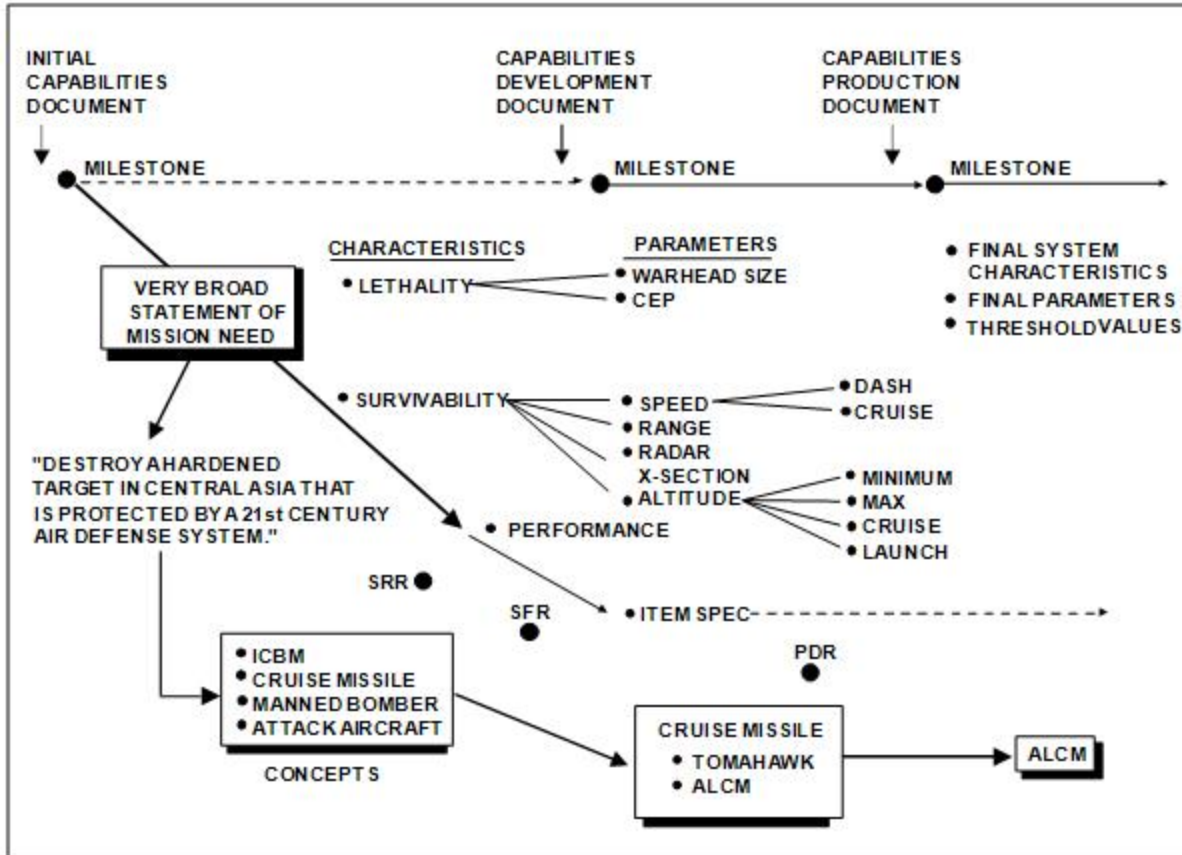 INITIAL
CAPABILITIES
DOCUMENT
CAPABILITIES
DEVELOPMENT
DOCUMENT
CAPABILITIES
PRODUCTION
DOCUMENT
MILESTONE
MILESTONE
MILESTONE
CHARACTERISTICS
PARAMETERS
• LETHALITY
• WARHEAD SIZE
• CEP
• FINAL SYSTEM
CHARACTERISTICS
• FINAL PARAMETERS
• THRESHOLD VALUES
VERY BROAD
STATEMENT OF
MISSION NEED
• SURVIVABILITY
• SPEED
• RANGE
• RADAR
X-SECTION
• ALTITUDE
• DASH
• CRUISE
• MINIMUM
• MAX
• CRUISE
• LAUNCH
"DESTROY A HARDENED
TARGET IN CENTRAL ASIA THAT
IS PROTECTED BY A 21st CENTURY
AIR DEFENSE SYSTEM."
• PERFORMANCE
SRR
SFR
• ITEM SPEC
PDR
• ICBM
• CRUISE MISSILE
• MANNED BOMBER
• ATTACK AIRCRAFT
CONCEPTS
CRUISE MISSILE
• TOMAHAWK
• ALCM
ALCM